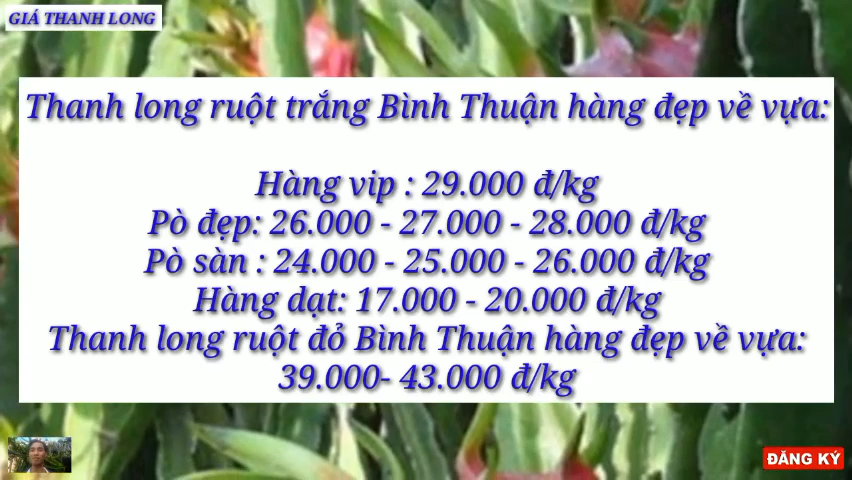 GIÁ THANH LONG
Thanh long ruột trắng Bình Thuận hàng đẹp về vựa:
Hàng vip : 29.000 đ/kg
Pò đẹp: 26.000 - 27.000 - 28.000 đ/kg
Pò sàn : 24.000 - 25.000 - 26.000 đ/kg
Hàng dạt: 17.000 - 20.000 đ/kg
Thanh long ruột đỏ Bình Thuận hàng đẹp về vựa:
39.000- 43.000 đ/kg
ĐĂNG KÝ